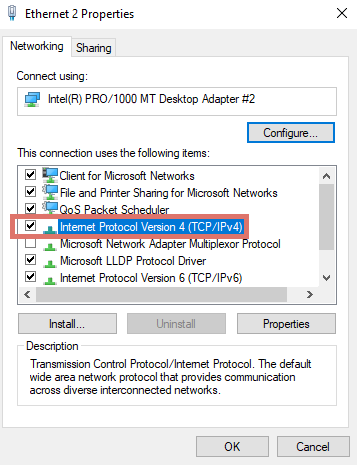 Ethernet 2 Properties
Networking
Sharing
Connect using:
Intel(R) PRO/1000 MT Desktop Adapter #2
Configure...
This connection uses the following items:
Client for Microsoft Networks
File and Printer Sharing for Microsoft Networks
QoS Packet Scheduler
Internet Protocol Version 4 (TCP/IPv4)
Microsoft Network Adapter Multiplexor Protocol
Microsoft LLDP Protocol Driver
Internet Protocol Version 6 (TCP/IPv6)
Install...
Uninstall
Properties
Description
Transmission Control Protocol/Internet Protocol. The default
wide area network protocol that provides communication
across diverse interconnected networks.
OK
Cancel